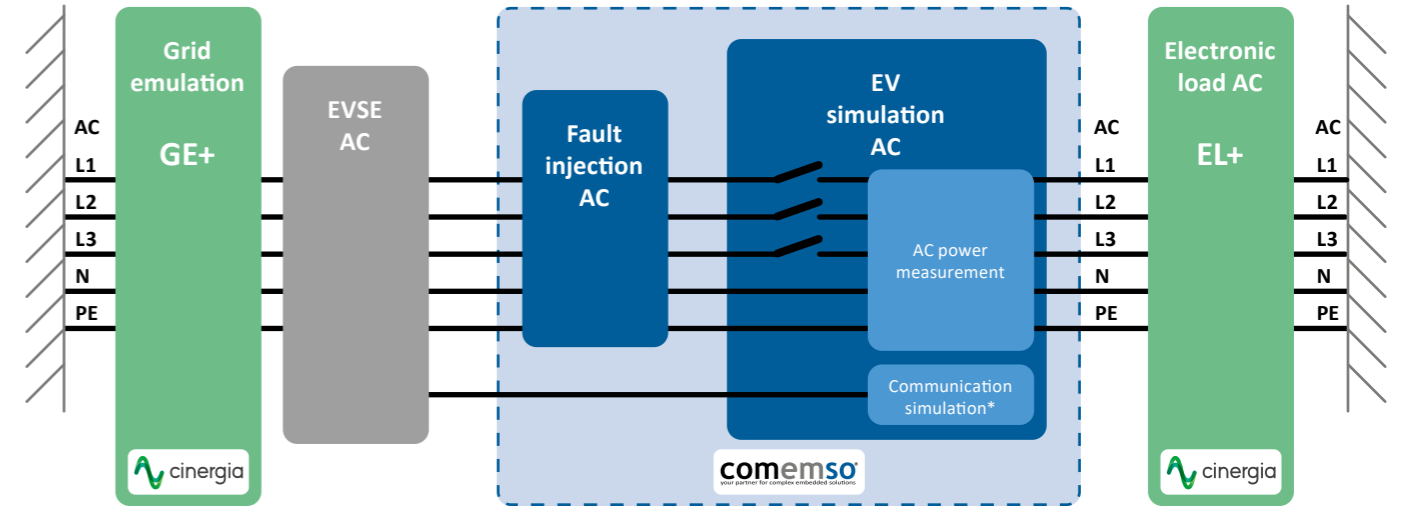 Grid
emulation
GE+
AC
L1
L2
L3
N
PE
cinergia
EVSE
AC
Fault
injection
AC
EV
simulation
AC
AC power
measurement
Communication
simulation*
comemso
your partner for complex embedded solutions
AC
L1
L2
L3
N
PE
Electronic
load AC
EL+
cinergia
AC
L1
L2
L3
N
PE